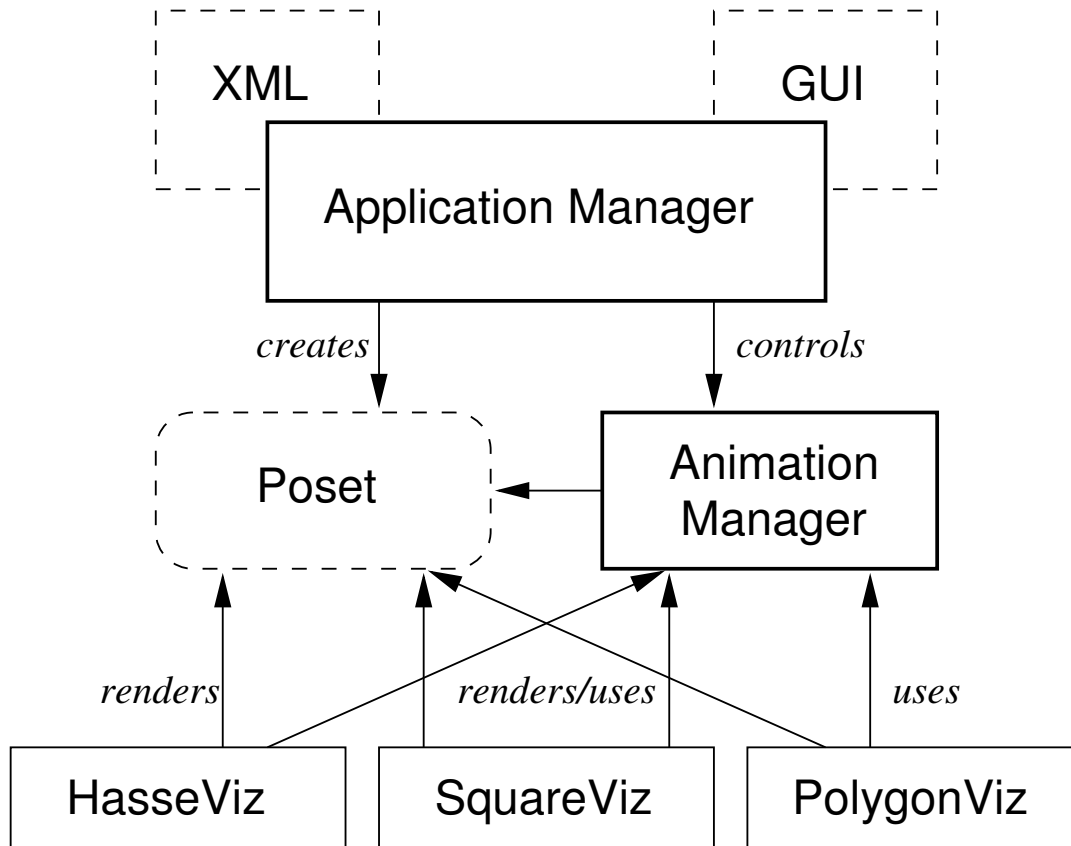 XML
GUI
Application Manager
creates
controls
Poset
Animation
Manager
renders
renders/uses
uses
HasseViz
SquareViz
PolygonViz